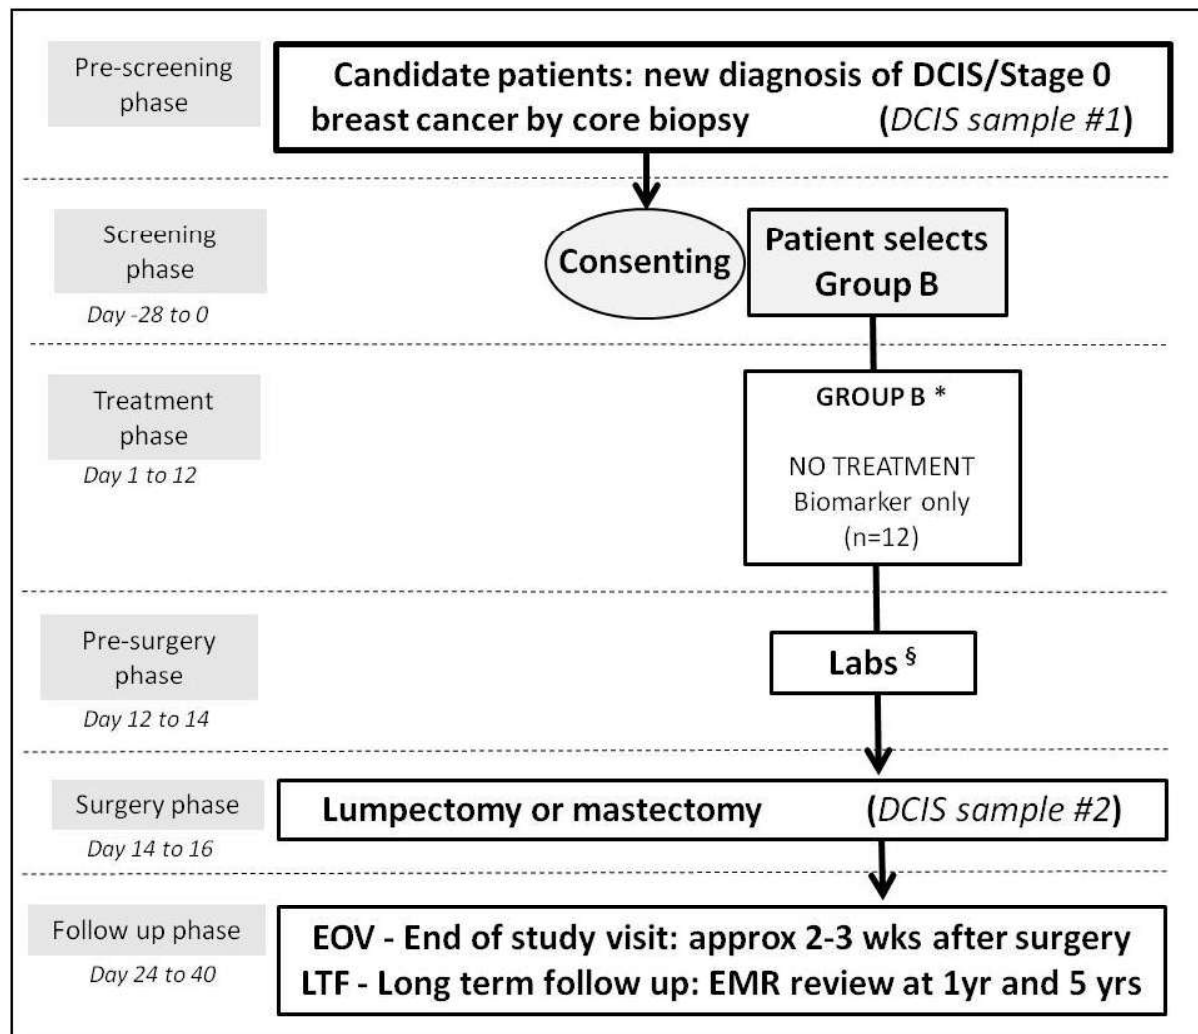 Pre-screening
phase
Candidate patients: new diagnosis of DCIS/Stage 0
breast cancer by core biopsy (DCIS sample #1)
Screening
phase
Day -28 to 0
Consenting
Patient selects
Group B
Treatment
phase
Day 1 to 12
GROUP B *
NO TREATMENT
Biomarker only
(n=12)
Pre-surgery
phase
Day 12 to 14
Labs §
Surgery phase
Day 14 to 16
Lumpectomy or mastectomy (DCIS sample #2)
Follow up phase
Day 24 to 40
EOV - End of study visit: approx 2-3 wks after surgery
LTF - Long term follow up: EMR review at 1yr and 5 yrs